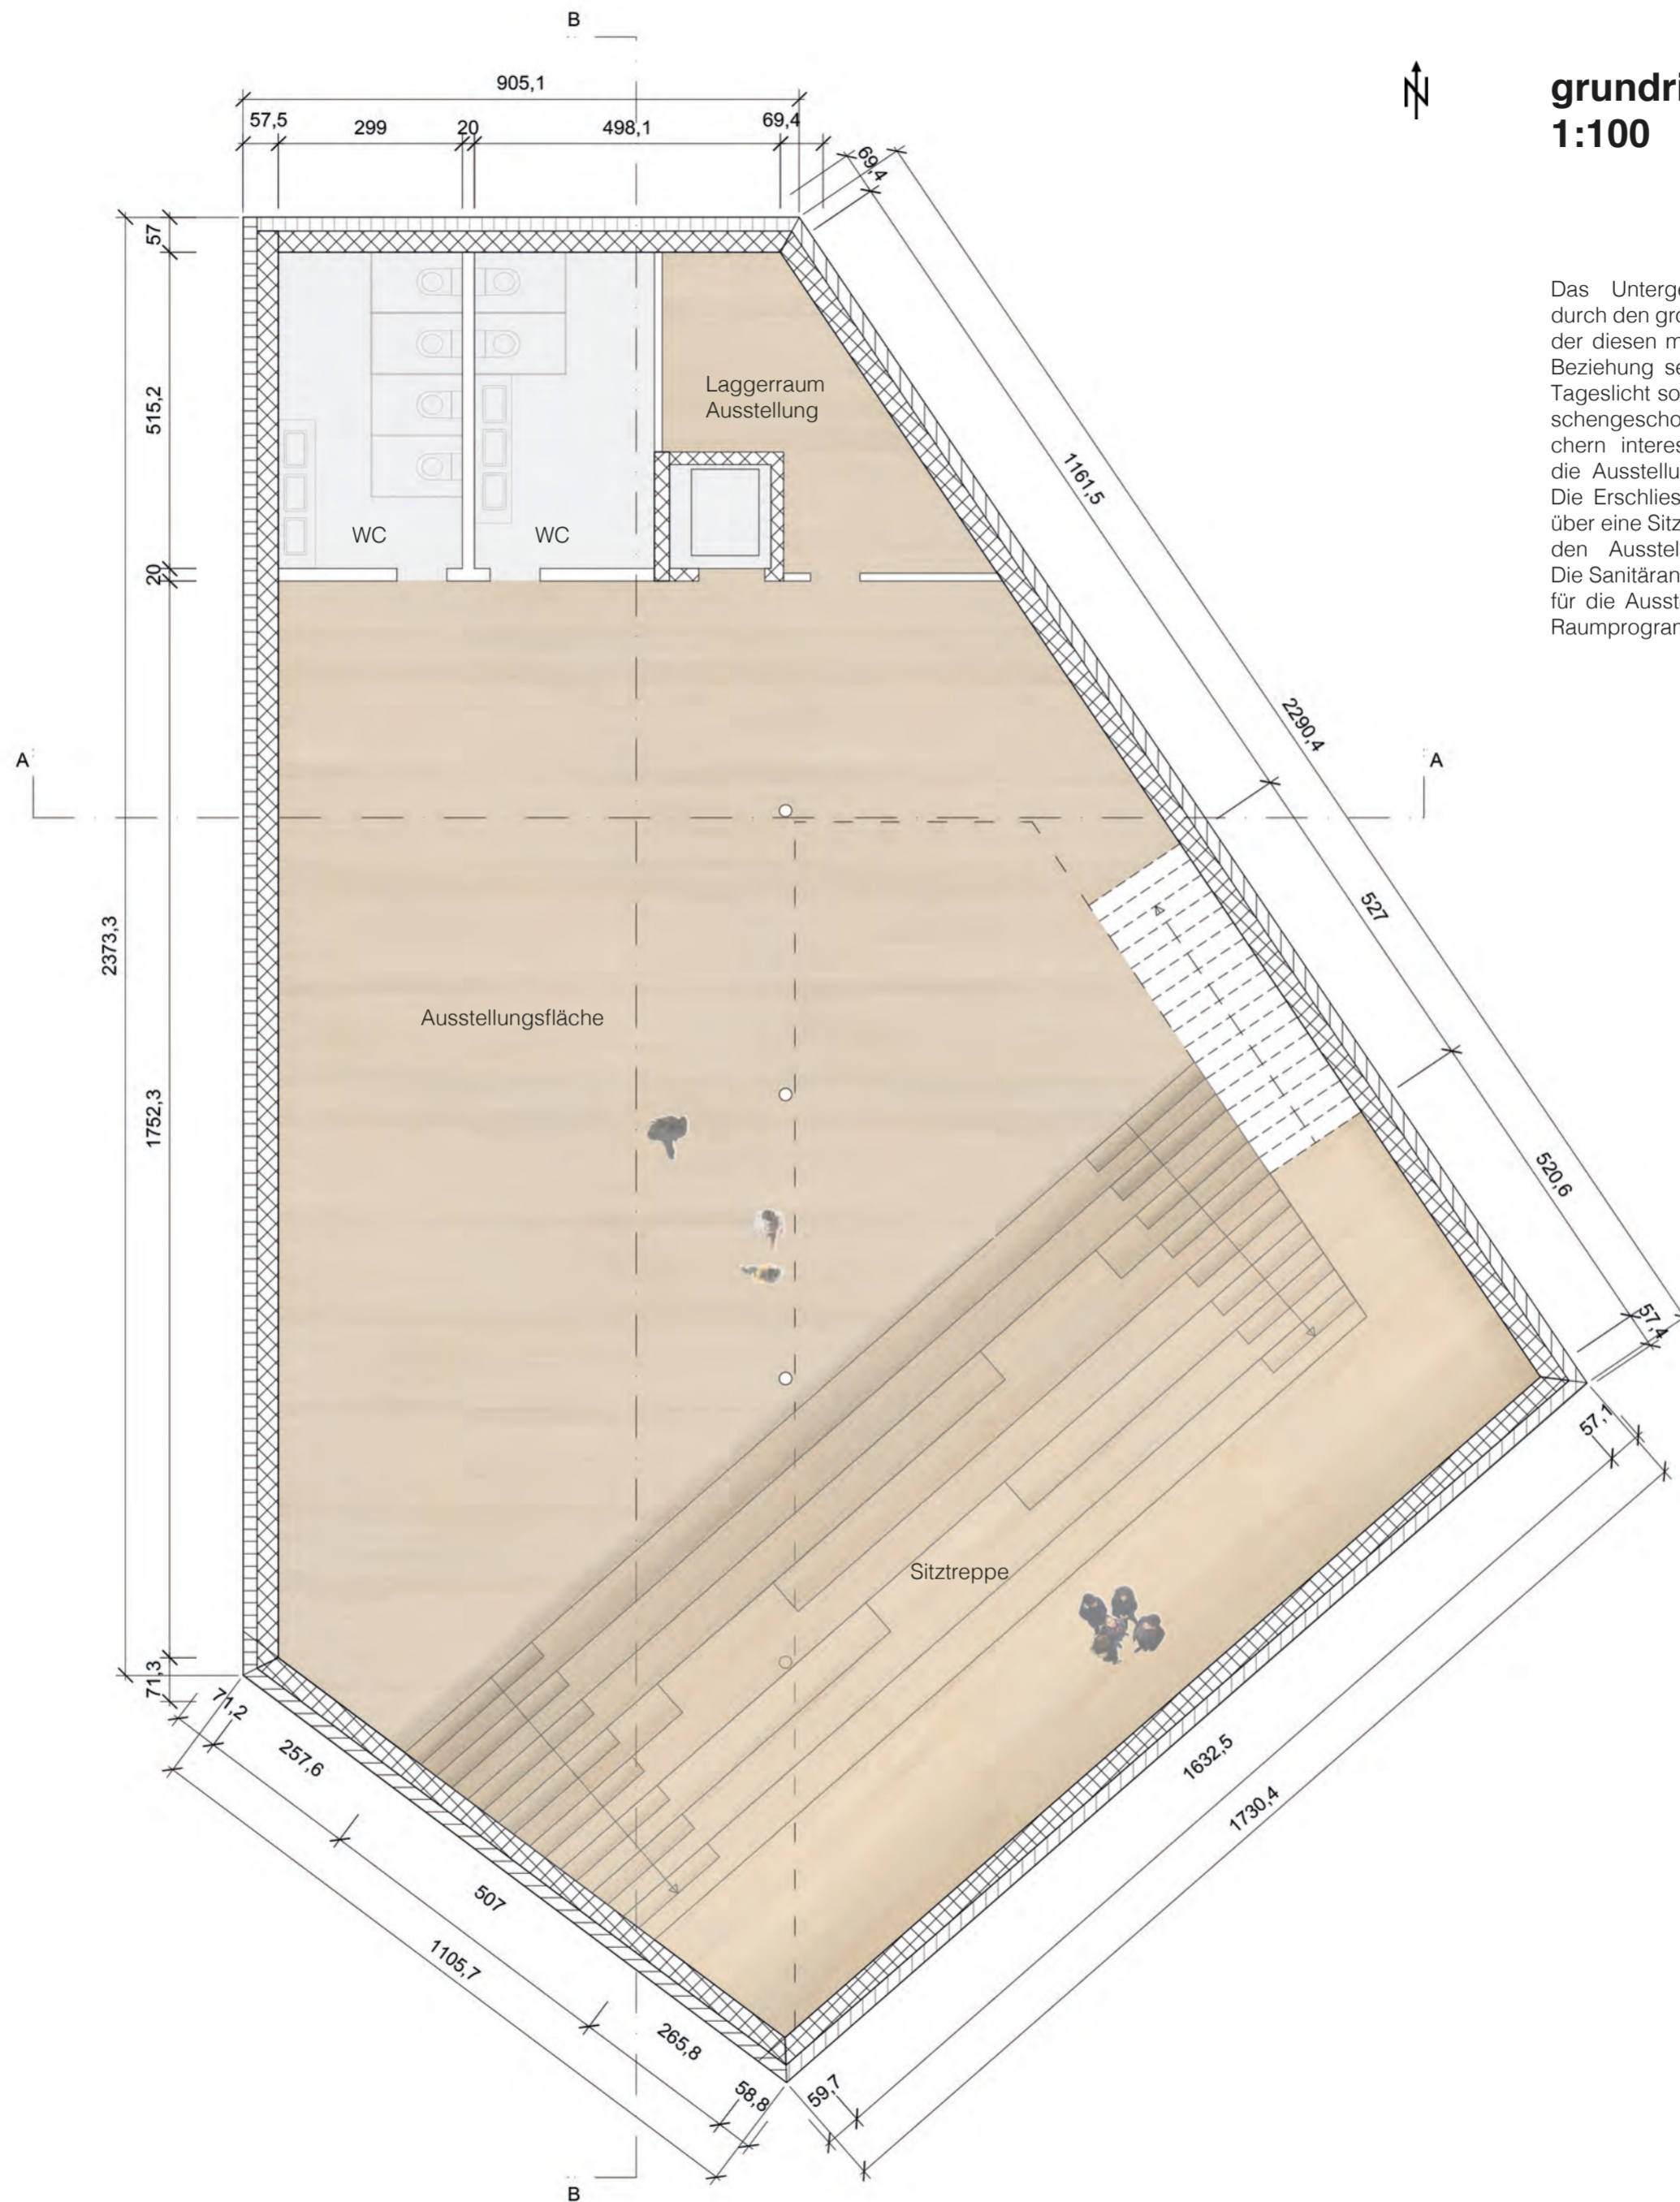 B
905,1
57,5
299
20
498,1
69,4
69,4
N
grundri
1:100
57
515,2
20
2373,3
1752,3
71,3
Das Unterge
durch den gro
der diesen m
Beziehung se
Tageslicht so
schengescho
chern interes
die Ausstellu
Die Erschlies
über eine Sitz
den Ausstel
Die Sanitäran
für die Ausst
Raumprogran
Laggerraum
Ausstellung
WC
WC
1161,5
2290,4
A
A
527
Ausstellungsfläche
520,6
57,4
57,1
Sitztreppe
71,2
257,6
507
1105,7
265,8
58,8
59,7
1632,5
1730,4
B